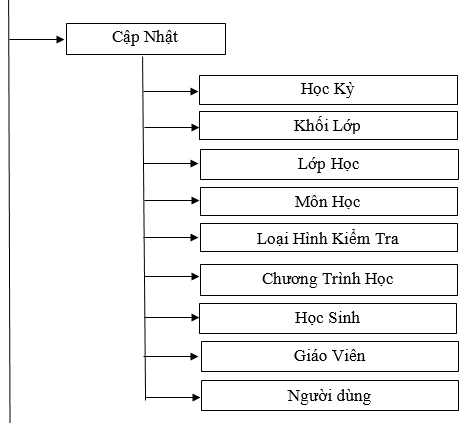 Cập Nhật
Học Kỳ
Khối Lớp
Lớp Học
Môn Học
Loại Hình Kiểm Tra
Chương Trình Học
Học Sinh
Giáo Viên
Người dùng